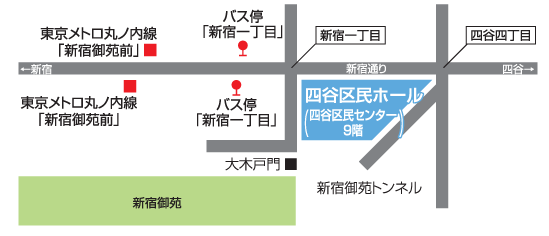 バス停
「新宿一丁目」
東京メトロ丸ノ内線
「新宿御苑前」
新宿一丁目
四谷四丁目
←新宿
新宿通り
四谷→
東京メトロ丸ノ内線
「新宿御苑前」
バス停
「新宿一丁目」
四谷区民ホール
(四谷区民センター)
9階
大木戸門
新宿御苑トンネル
新宿御苑